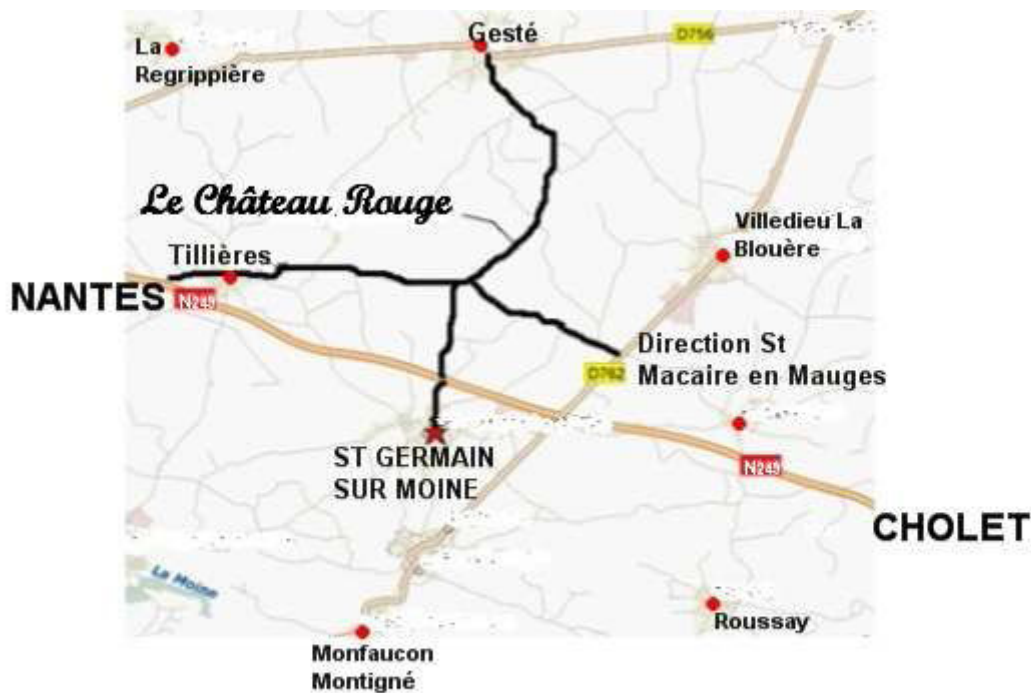 Gesté
D756
La
Regrippière
Le Château Rouge
Villedieu La
Blouère
Tillières
NANTES
N249
Direction St
Macaire en Mauges
D762
ST GERMAIN
SUR MOINE
N249
CHOLET
La Moine
Roussay
Monfaucon
Montigné